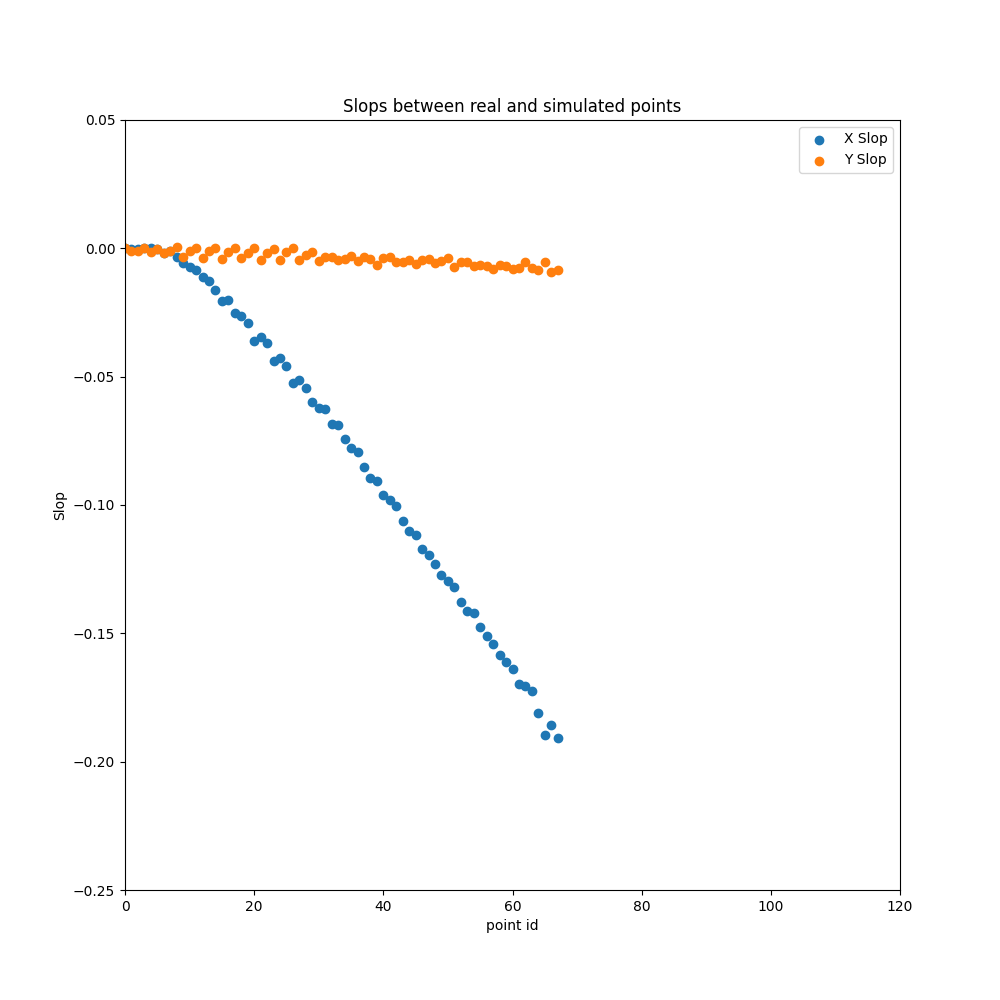 Slops between real and simulated points
X Slop
Y Slop
0.05
0.00
−0.05
−0.10
−0.15
−0.20
−0.25
Slop
0 20 40 60 80 100 120
point id